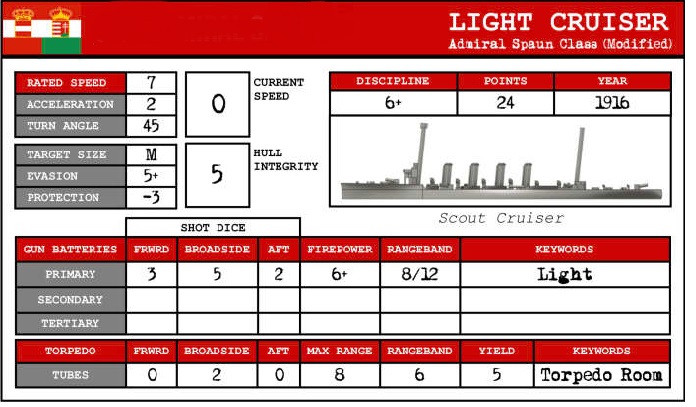 LIGHT CRUISER
Admiral Spaun Class (Modified)
RATED SPEED 7
ACCELERATION 2
TURN ANGLE 45
0 CURRENT SPEED
TARGET SIZE M
EVASION 5+
PROTECTION -3
5 HULL INTEGRITY
DISCIPLINE POINTS YEAR
6+ 24 1916
Scout Cruiser
SHOT DICE
GUN BATTERIES FRWRD BROADSIDE AFT FIREPOWER RANGEBAND KEYWORDS
PRIMARY 3 5 2 6+ 8/12 Light
SECONDARY
TERTIARY
TORPEDO FRWRD BROADSIDE AFT MAX RANGE RANGEBAND YIELD KEYWORDS
TUBES 0 2 0 8 6 5 Torpedo Room